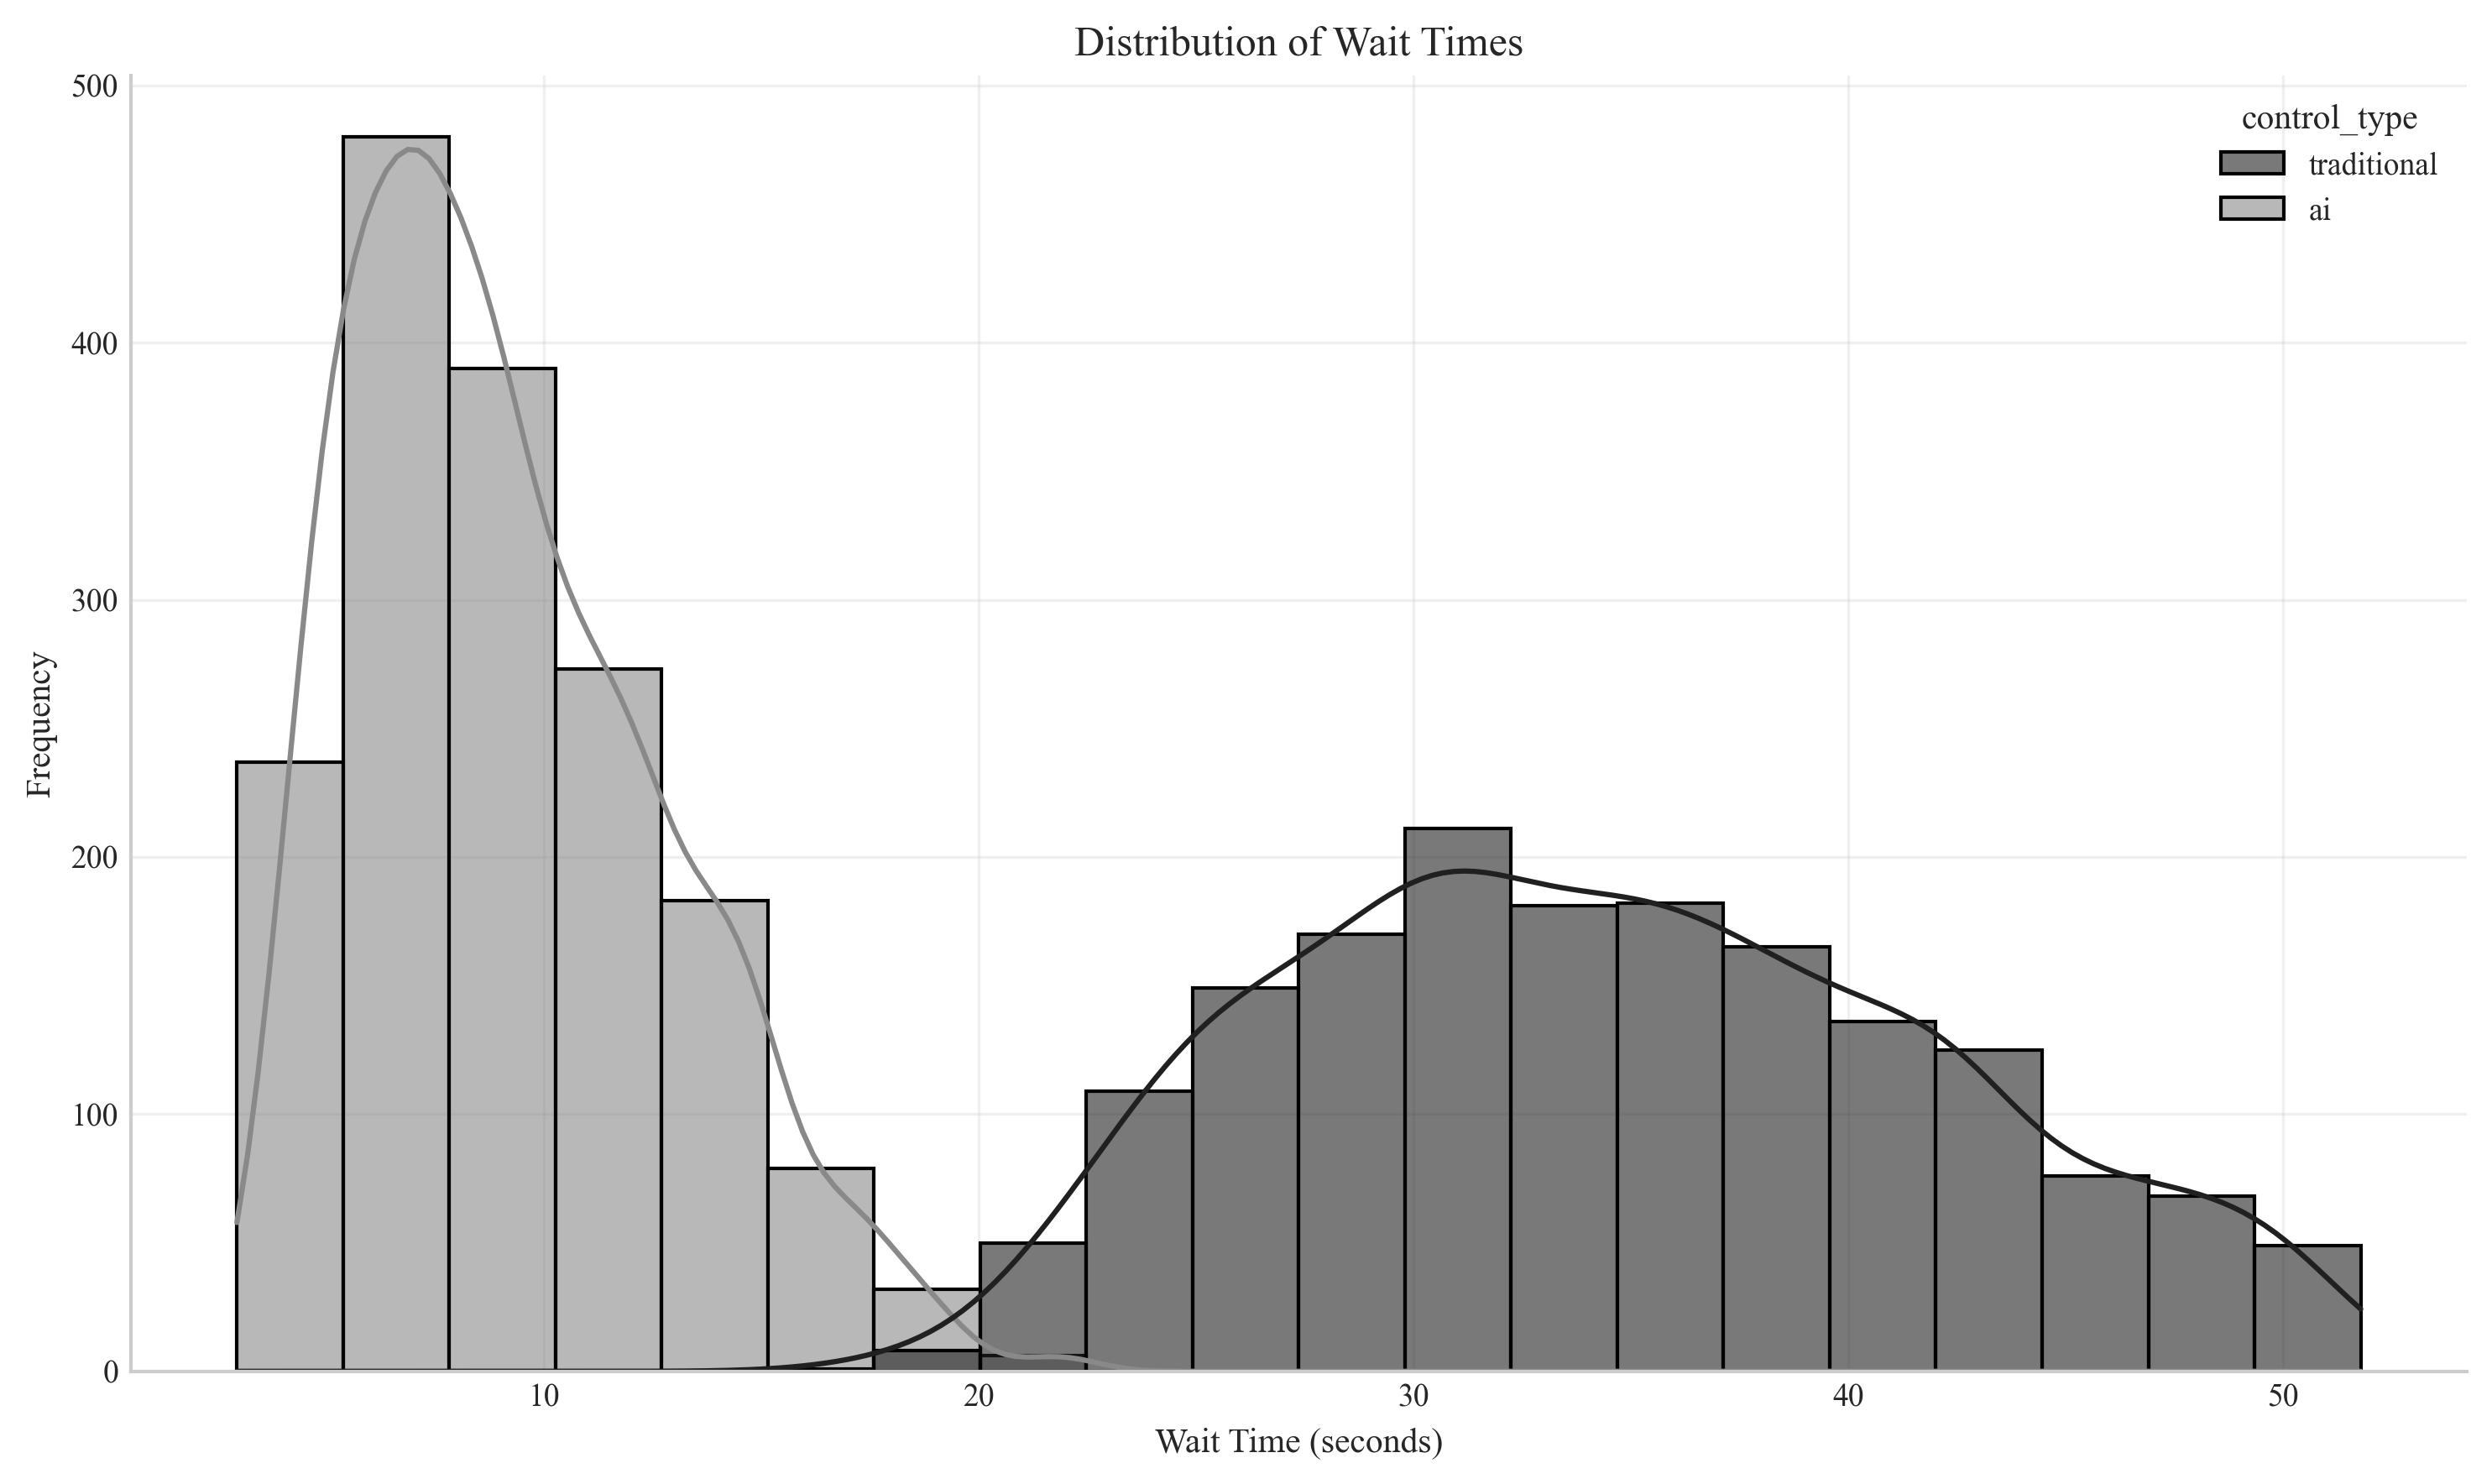 Distribution of Wait Times
500
400
300
200
100
0
Frequency
control_type
traditional
ai
10 20 30 40 50
Wait Time (seconds)